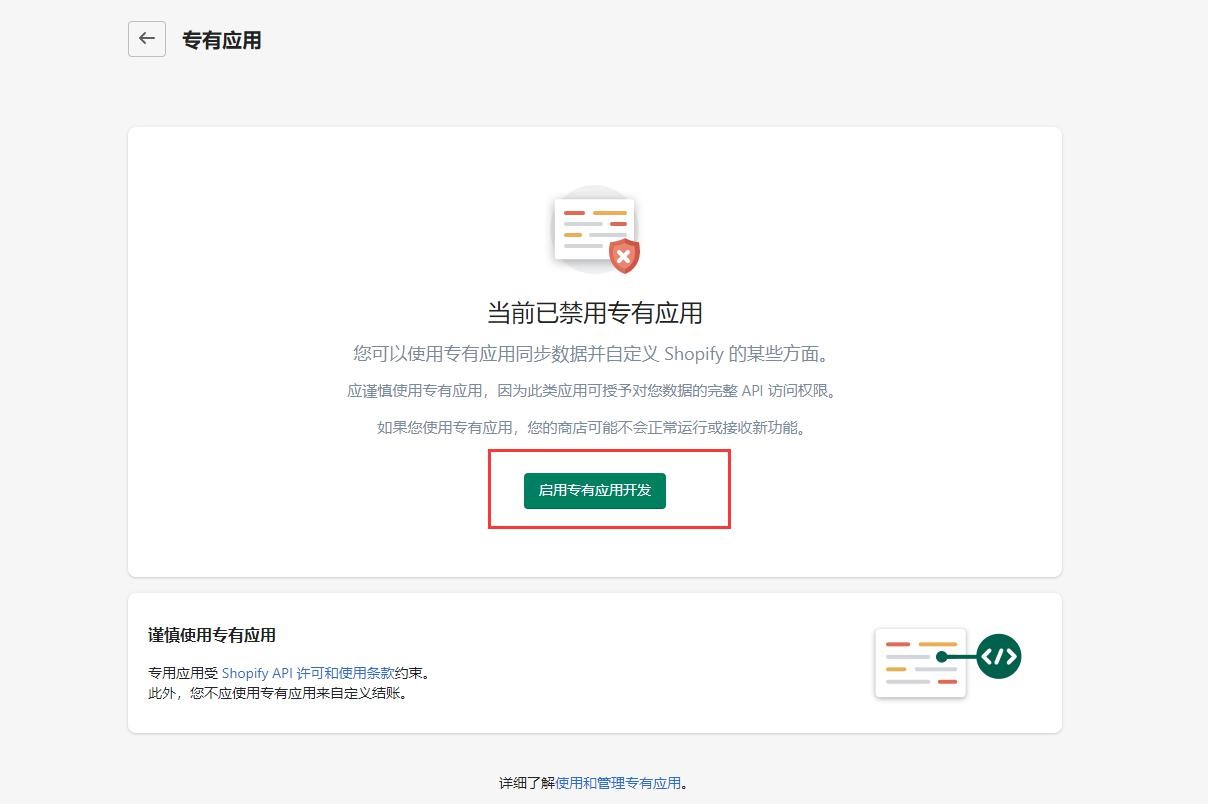 专有应用
当前已禁用专有应用
您可以使用专有应用同步数据并自定义 Shopify 的某些方面。
应谨慎使用专有应用，因为此类应用可授予对您数据的完整 API 访问权限。
如果您使用专有应用，您的商店可能不会正常运行或接收新功能。
启用专有应用开发
谨慎使用专有应用
专用应用受 Shopify API 许可和使用条款约束。
此外，您不应使用专有应用来自定义结账。
详细了解使用和管理专有应用。